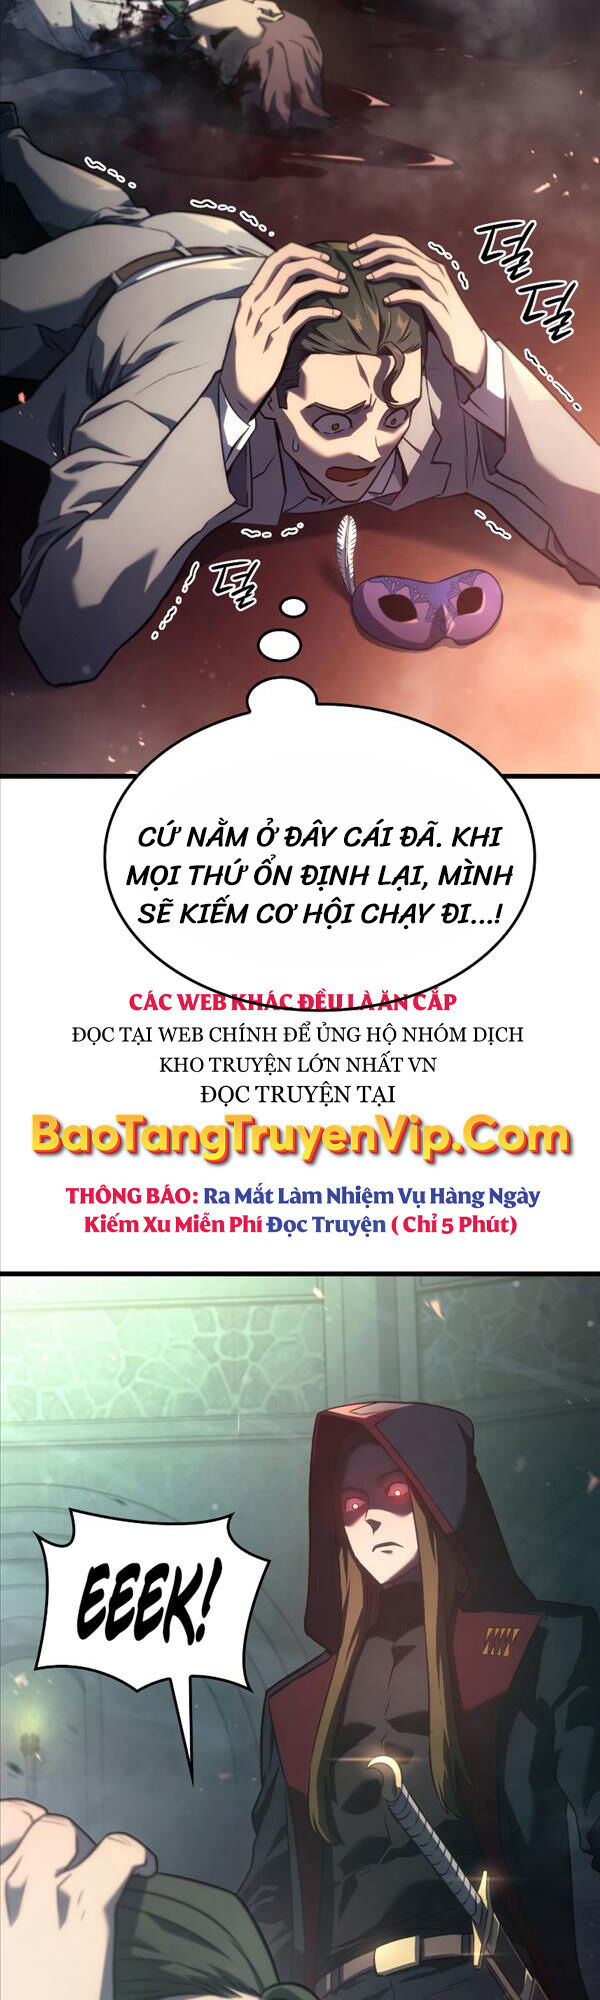 덜
덜
덜
덜
CỨ NẰM Ở ĐÂY CÁI ĐÃ. KHI
MỌI THỨ ỔN ĐỊNH LẠI, MÌNH
SẼ KIẾM CƠ HỘI CHẠY ĐI...!
CÁC WEB KHÁC ĐỀU LÀ ĂN CẮP
ĐỌC TẠI WEB CHÍNH ĐỂ ỦNG HỘ NHÓM DỊCH
KHO TRUYỆN LỚN NHẤT VN
ĐỌC TRUYỆN TẠI
BaoTangTruyenVip.Com
THÔNG BÁO: Ra Mắt Làm Nhiệm Vụ Hàng Ngày
Kiếm Xu Miễn Phí Đọc Truyện ( Chỉ 5 Phút)
EEEK!